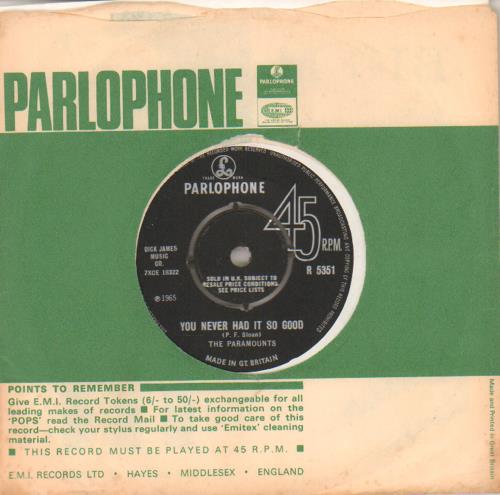 PARLOPHONE
PARLOPHONE
E.M.I.
TRADE MARK
PARLOPHONE
45
R.P.M.
R 5351
DICK JAMES
MUSIC
CO.
7XCE 18322
℗1965
SOLD IN U.K. SUBJECT TO
RESALE PRICE CONDITIONS,
SEE PRICE LISTS
YOU NEVER HAD IT SO GOOD
(P. F. Sloan)
THE PARAMOUNTS
MADE IN GT. BRITAIN
POINTS TO REMEMBER
Give E.M.I. Record Tokens (6/- to 50/-) exchangeable for all
leading makes of records ■ For latest information on the
'POPS' read the Record Mail ■ To take good care of this
record—check your stylus regularly and use 'Emitex' cleaning
material.
■ THIS RECORD MUST BE PLAYED AT 45 R.P.M. ■
E.M.I. RECORDS LTD • HAYES • MIDDLESEX • ENGLAND
Made and Printed in Great Britain